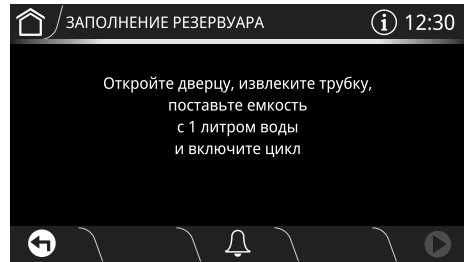 ЗАПОЛНЕНИЕ РЕЗЕРВУАРА
i 12:30
Откройте дверцу, извлеките трубку,
поставьте емкость
с 1 литром воды
и включите цикл